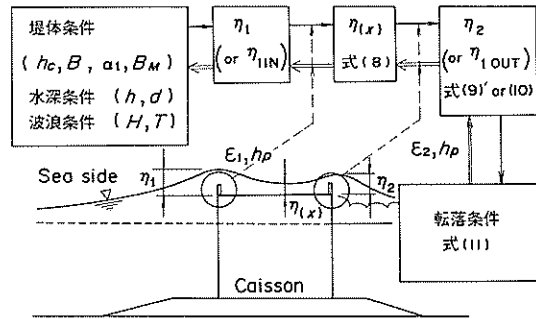 堤体条件
(hc, B, α1, BM)
水深条件 (h, d)
波浪条件 (H, T)
η1
(or η1IN)
η(x)
式(8)
η2
(or η1OUT)
式(9)′or(10)
ε1, hp
ε2, hp
Sea side
η1
η(x)
η2
転落条件
式(11)
Caisson